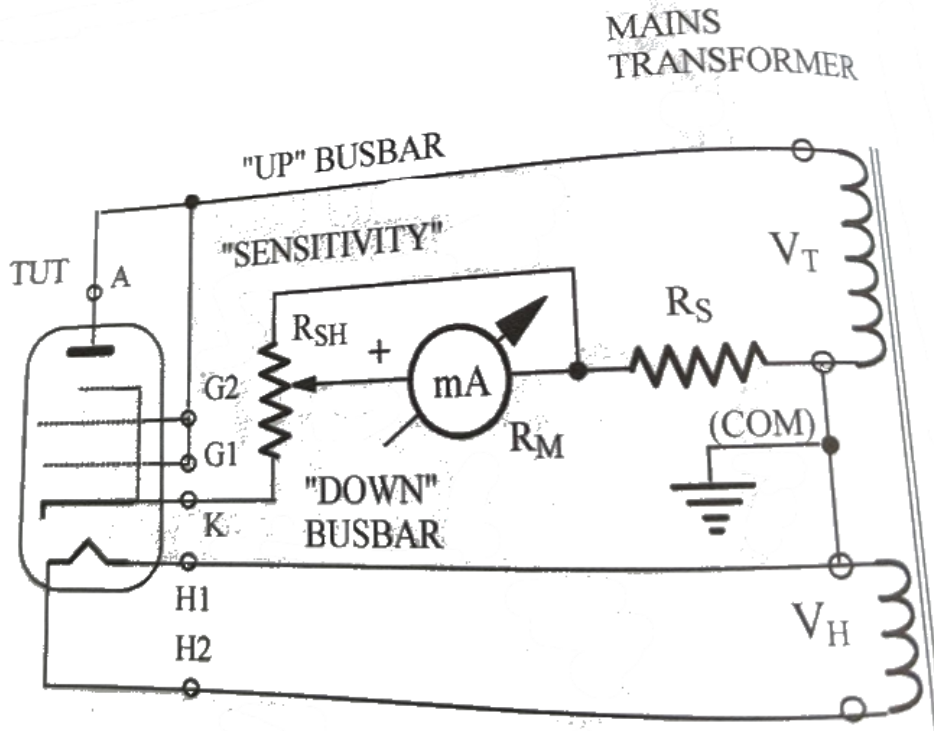 MAINS
TRANSFORMER
"UP" BUSBAR
"SENSITIVITY"
TUT
A
VT
RS
RSH
+
mA
G2
RM
(COM)
G1
"DOWN"
BUSBAR
K
H1
VH
H2